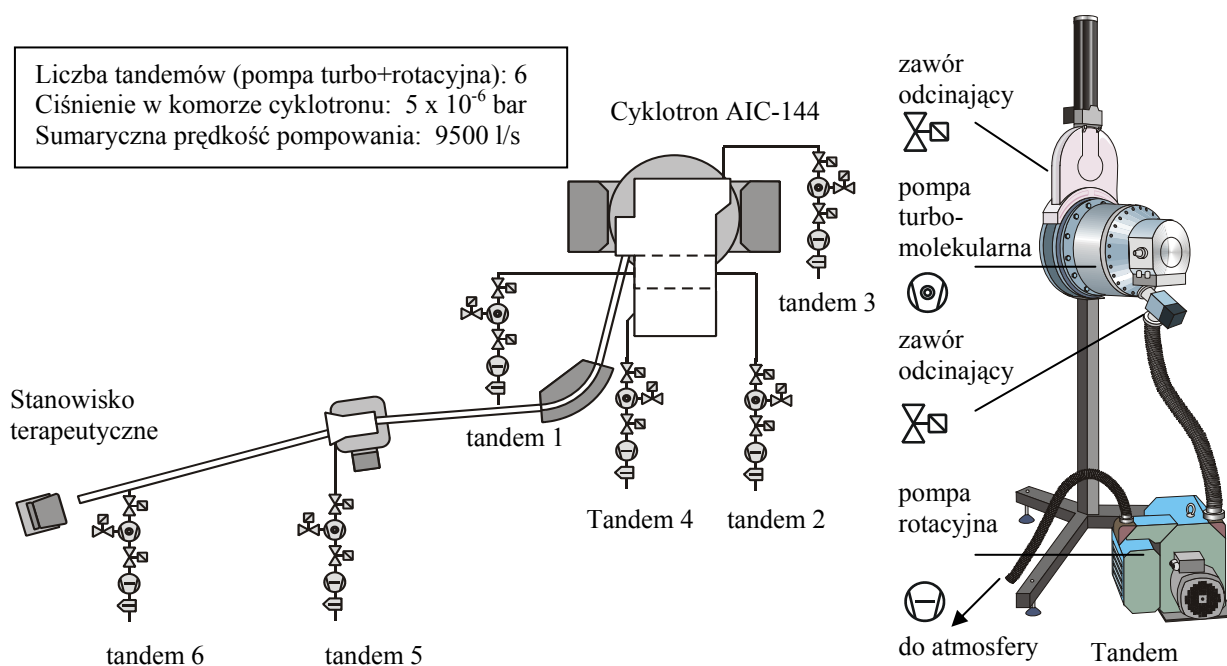 Liczba tandemów (pompa turbo+rotacyjna): 6
Ciśnienie w komorze cyklotronu: 5 x 10⁻⁶ bar
Sumaryczna prędkość pompowania: 9500 l/s
Cyklotron AIC-144
tandem 3
tandem 1
Stanowisko
terapeutyczne
Tandem 4
tandem 2
tandem 6
tandem 5
zawór
odcinający
pompa
turbo-
molekularna
zawór
odcinający
pompa
rotacyjna
do atmosfery
Tandem